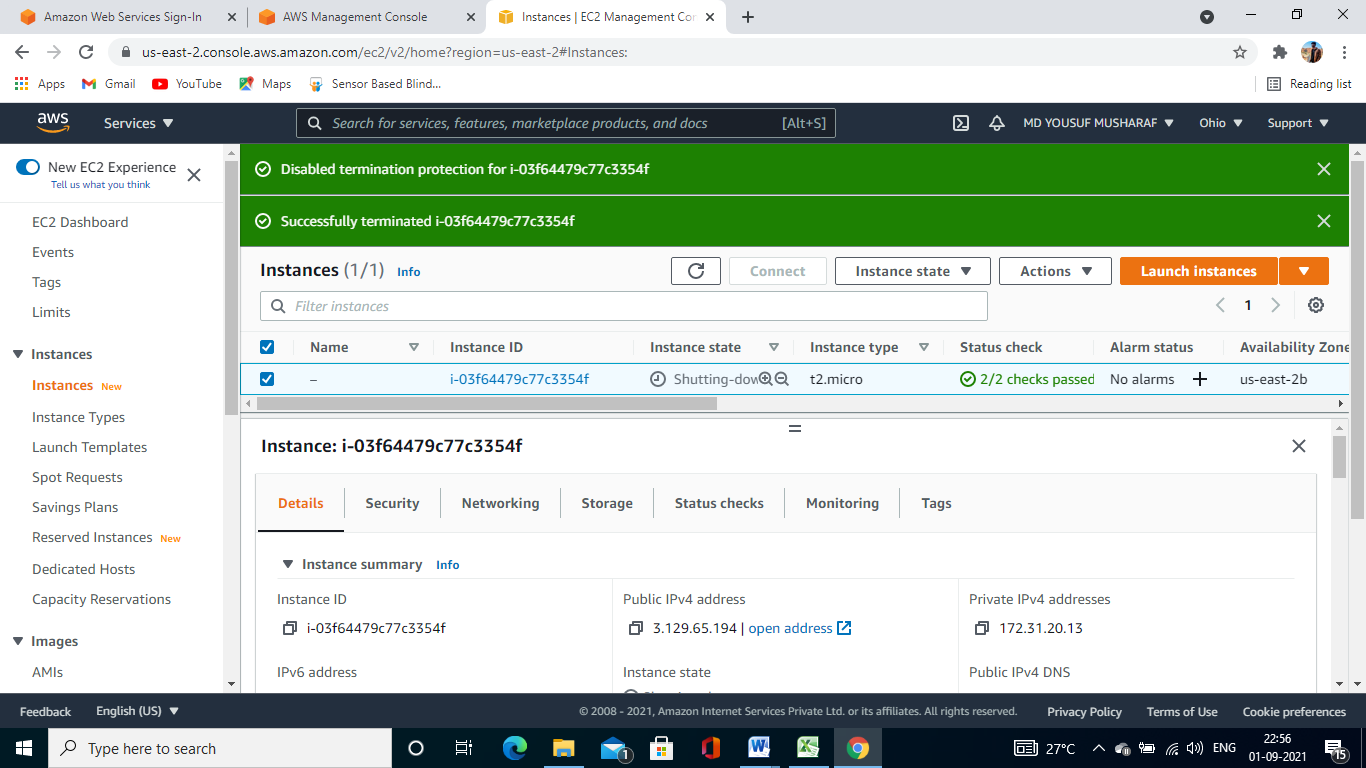 Amazon Web Services Sign-In
AWS Management Console
Instances | EC2 Management Con
us-east-2.console.aws.amazon.com/ec2/v2/home?region=us-east-2#Instances:
Apps Gmail YouTube Maps Sensor Based Blind... Reading list
aws Services Search for services, features, marketplace products, and docs [Alt+S] MD YOUSUF MUSHARAF Ohio Support
New EC2 Experience
Tell us what you think
EC2 Dashboard
Events
Tags
Limits
Instances
Instances New
Instance Types
Launch Templates
Spot Requests
Savings Plans
Reserved Instances New
Dedicated Hosts
Capacity Reservations
Images
AMIs
Disabled termination protection for i-03f64479c77c3354f
Successfully terminated i-03f64479c77c3354f
Instances (1/1) Info Connect Instance state Actions Launch instances
Filter instances 1
Name Instance ID Instance state Instance type Status check Alarm status Availability Zone
– i-03f64479c77c3354f Shutting-dow t2.micro 2/2 checks passed No alarms + us-east-2b
Instance: i-03f64479c77c3354f
Details Security Networking Storage Status checks Monitoring Tags
Instance summary Info
Instance ID Public IPv4 address Private IPv4 addresses
i-03f64479c77c3354f 3.129.65.194 | open address 172.31.20.13
IPv6 address Instance state Public IPv4 DNS
Feedback English (US) © 2008 - 2021, Amazon Internet Services Private Ltd. or its affiliates. All rights reserved. Privacy Policy Terms of Use Cookie preferences
Type here to search 1 27°C ENG 22:56
01-09-2021 15